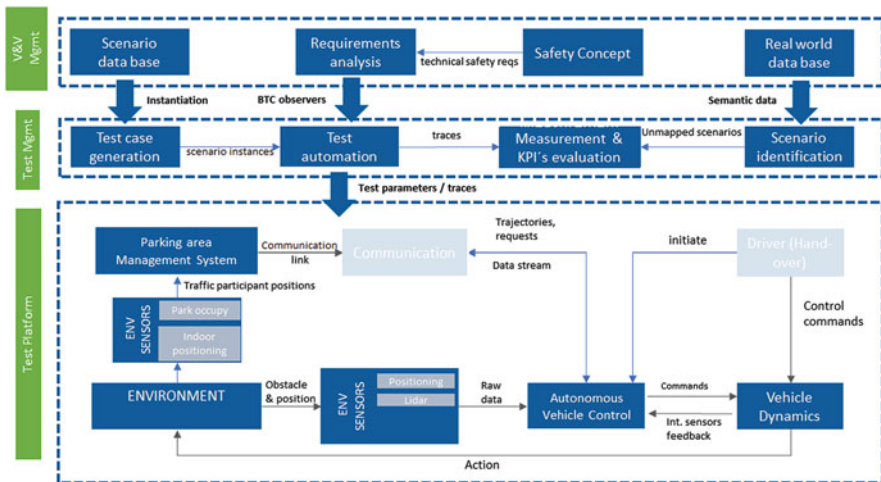 V&V
Mgmt
Scenario
data base
Requirements
analysis
technical safety reqs
Safety Concept
Real world
data base
Instantiation
BTC observers
Semantic data
Test Mgmt
Test case
generation
scenario instances
Test
automation
traces
Measurement &
KPI´s evaluation
Unmapped scenarios
Scenario
identification
Test parameters / traces
Test Platform
Parking area
Management System
Communication
link
Communication
Trajectories,
requests
Data stream
initiate
Driver (Hand-
over)
Traffic participant positions
ENV
SENSORS
Park occupy
Indoor
positioning
Control
commands
ENVIRONMENT
Obstacle
& position
ENV
SENSORS
Positioning
Lidar
Raw
data
Autonomous
Vehicle Control
Commands
Int. sensors
feedback
Vehicle
Dynamics
Action